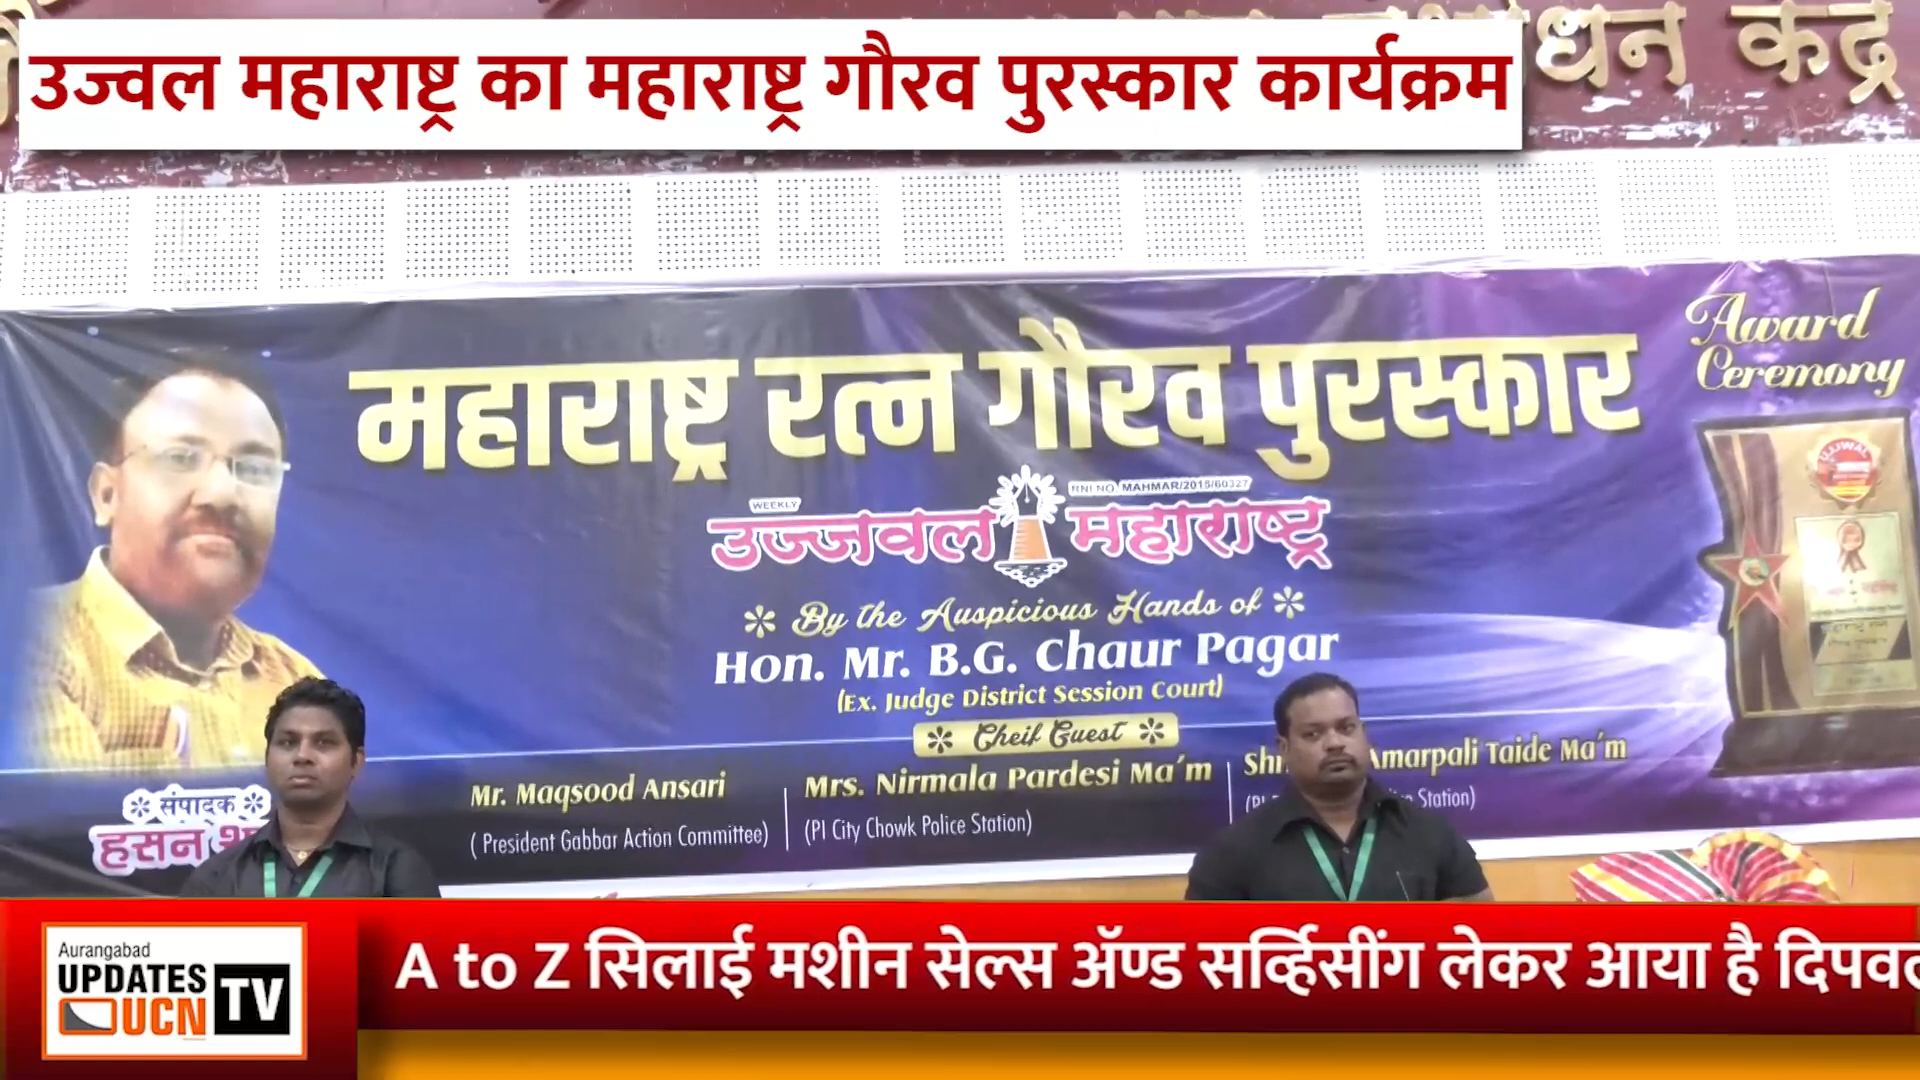 उज्वल महाराष्ट्र का महाराष्ट्र गौरव पुरस्कार कार्यक्रम
Award
Ceremony
महाराष्ट्र रत्न गौरव पुरस्कार
WEEKLY
RNI NO. MAHMAR/2015/60327
उज्जवल महाराष्ट्र
UJJWAL
By the Auspicious Hands of
Hon. Mr. B.G. Chaur Pagar
(Ex. Judge District Session Court)
Cheif Guest
Mr. Maqsood Ansari
( President Gabbar Action Committee)
Mrs. Nirmala Pardesi Ma'm
(PI City Chowk Police Station)
Amarpali Taide Ma'm
Station)
संपादक
हसन
Aurangabad
UPDATES
UCN TV
A to Z सिलाई मशीन सेल्स ॲण्ड सर्व्हिसींग लेकर आया है